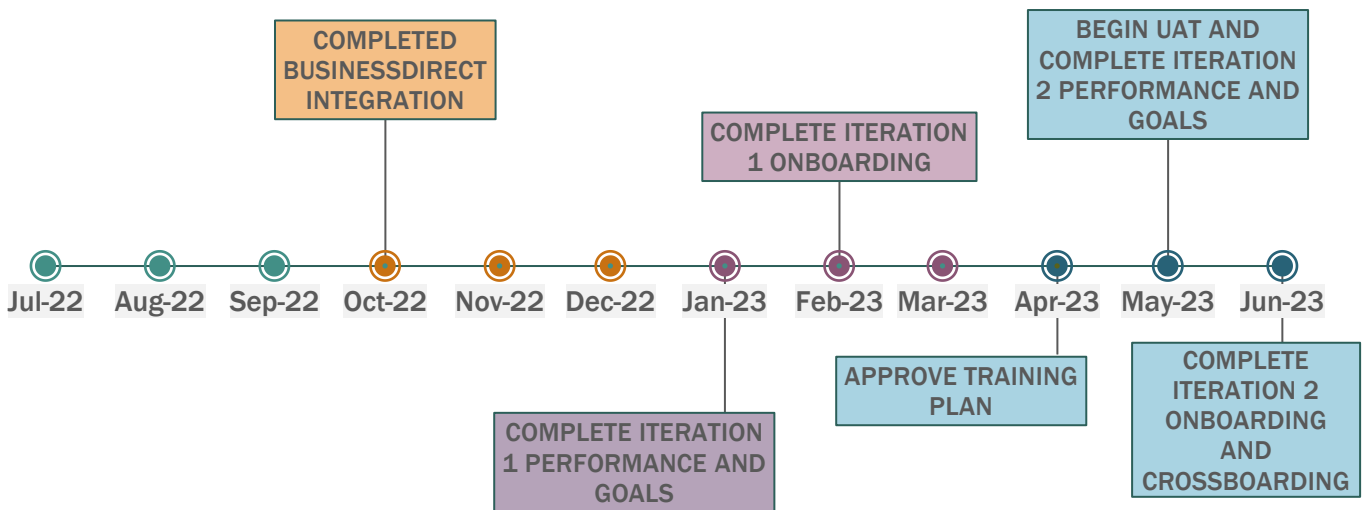 COMPLETED
BUSINESSDIRECT
INTEGRATION
BEGIN UAT AND
COMPLETE ITERATION
2 PERFORMANCE AND
GOALS
COMPLETE ITERATION
1 ONBOARDING
Jul-22 Aug-22 Sep-22 Oct-22 Nov-22 Dec-22 Jan-23 Feb-23 Mar-23 Apr-23 May-23 Jun-23
COMPLETE ITERATION
1 PERFORMANCE AND
GOALS
APPROVE TRAINING
PLAN
COMPLETE
ITERATION 2
ONBOARDING
AND
CROSSBOARDING